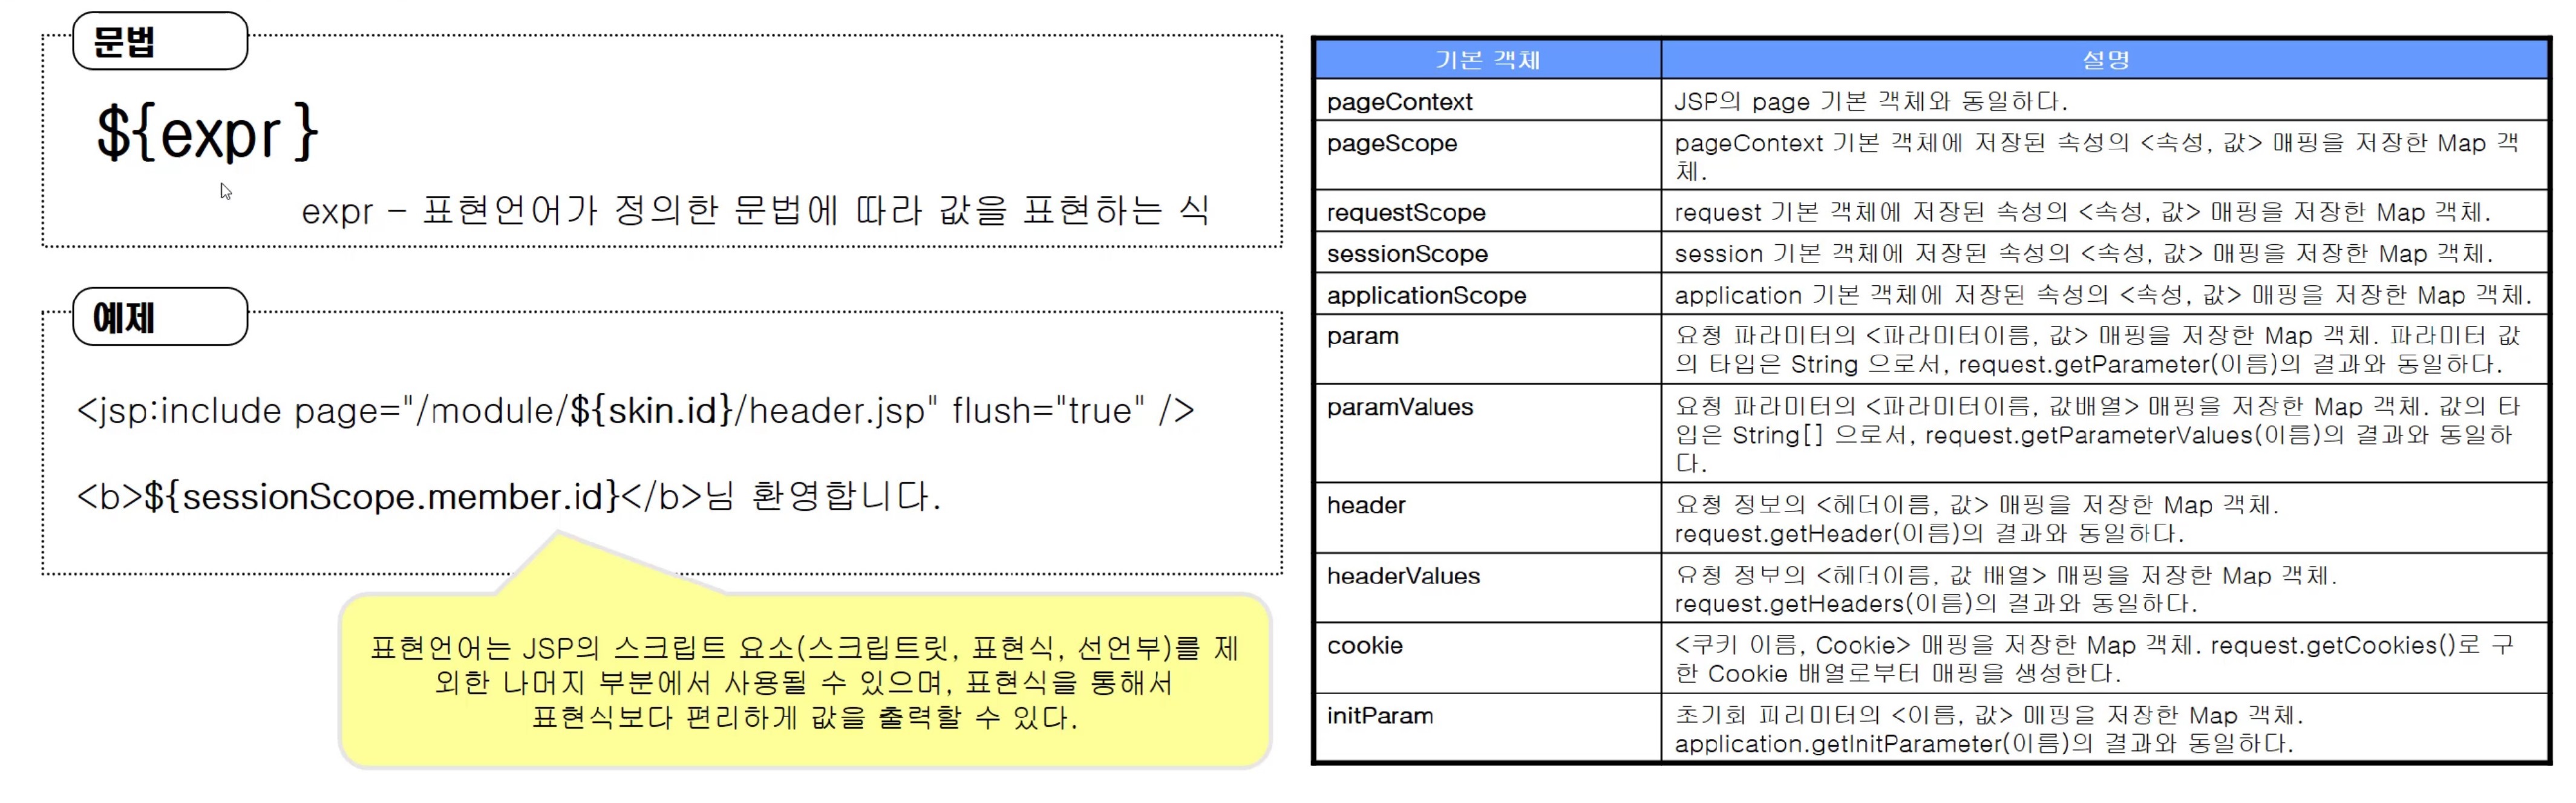 문법
${expr}
expr – 표현언어가 정의한 문법에 따라 값을 표현하는 식
예제
<jsp:include page="/module/${skin.id}/header.jsp" flush="true" />
<b>${sessionScope.member.id}</b>님 환영합니다.
표현언어는 JSP의 스크립트 요소(스크립트릿, 표현식, 선언부)를 제
외한 나머지 부분에서 사용될 수 있으며, 표현식을 통해서
표현식보다 편리하게 값을 출력할 수 있다.
기본 객체 설명
pageContext JSP의 page 기본 객체와 동일하다.
pageScope pageContext 기본 객체에 저장된 속성의 <속성, 값> 매핑을 저장한 Map 객
체.
requestScope request 기본 객체에 저장된 속성의 <속성, 값> 매핑을 저장한 Map 객체.
sessionScope session 기본 객체에 저장된 속성의 <속성, 값> 매핑을 저장한 Map 객체.
applicationScope application 기본 객체에 저장된 속성의 <속성, 값> 매핑을 저장한 Map 객체.
param 요청 파라미터의 <파라미터이름, 값> 매핑을 저장한 Map 객체. 파라미터 값
의 타입은 String 으로서, request.getParameter(이름)의 결과와 동일하다.
paramValues 요청 파라미터의 <파라미터이름, 값배열> 매핑을 저장한 Map 객체. 값의 타
입은 String[] 으로서, request.getParameterValues(이름)의 결과와 동일하
다.
header 요청 정보의 <헤더이름, 값> 매핑을 저장한 Map 객체.
request.getHeader(이름)의 결과와 동일하다.
headerValues 요청 정보의 <헤더이름, 값 배열> 매핑을 저장한 Map 객체.
request.getHeaders(이름)의 결과와 동일하다.
cookie <쿠키 이름, Cookie> 매핑을 저장한 Map 객체. request.getCookies()로 구
한 Cookie 배열로부터 매핑을 생성한다.
initParam 초기화 파라미터의 <이름, 값> 매핑을 저장한 Map 객체.
application.getInitParameter(이름)의 결과와 동일하다.